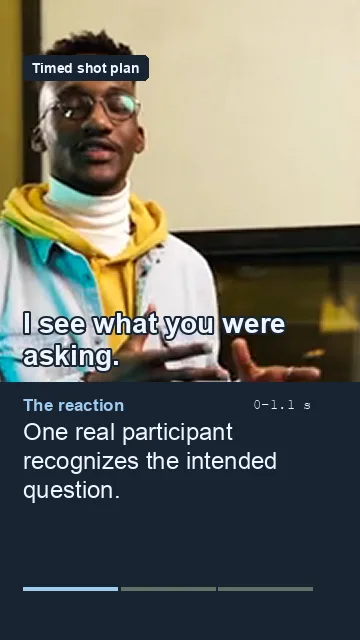 Timed shot plan
I see what you were
asking.
The reaction
0–1.1 s
One real participant
recognizes the intended
question.